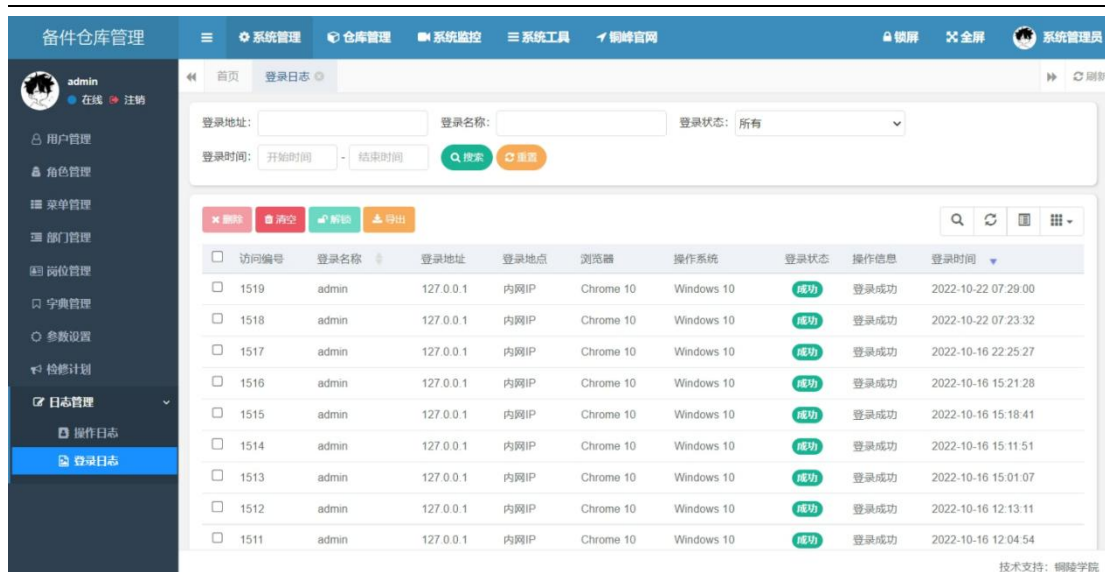 备件仓库管理 系统管理 仓库管理 系统监控 系统工具 铜峰官网 锁屏 全屏 系统管理员
admin
在线 注销
首页 登录日志 刷新
登录地址: 登录名称: 登录状态: 所有
登录时间: 开始时间 - 结束时间 搜索 重置
用户管理
角色管理
菜单管理
部门管理
岗位管理
字典管理
参数设置
检修计划
日志管理
操作日志
登录日志
删除 清空 解锁 导出
访问编号 登录名称 登录地址 登录地点 浏览器 操作系统 登录状态 操作信息 登录时间
1519 admin 127.0.0.1 内网IP Chrome 10 Windows 10 成功 登录成功 2022-10-22 07:29:00
1518 admin 127.0.0.1 内网IP Chrome 10 Windows 10 成功 登录成功 2022-10-22 07:23:32
1517 admin 127.0.0.1 内网IP Chrome 10 Windows 10 成功 登录成功 2022-10-16 22:25:27
1516 admin 127.0.0.1 内网IP Chrome 10 Windows 10 成功 登录成功 2022-10-16 15:21:28
1515 admin 127.0.0.1 内网IP Chrome 10 Windows 10 成功 登录成功 2022-10-16 15:18:41
1514 admin 127.0.0.1 内网IP Chrome 10 Windows 10 成功 登录成功 2022-10-16 15:11:51
1513 admin 127.0.0.1 内网IP Chrome 10 Windows 10 成功 登录成功 2022-10-16 15:01:07
1512 admin 127.0.0.1 内网IP Chrome 10 Windows 10 成功 登录成功 2022-10-16 12:13:11
1511 admin 127.0.0.1 内网IP Chrome 10 Windows 10 成功 登录成功 2022-10-16 12:04:54
技术支持：铜陵学院